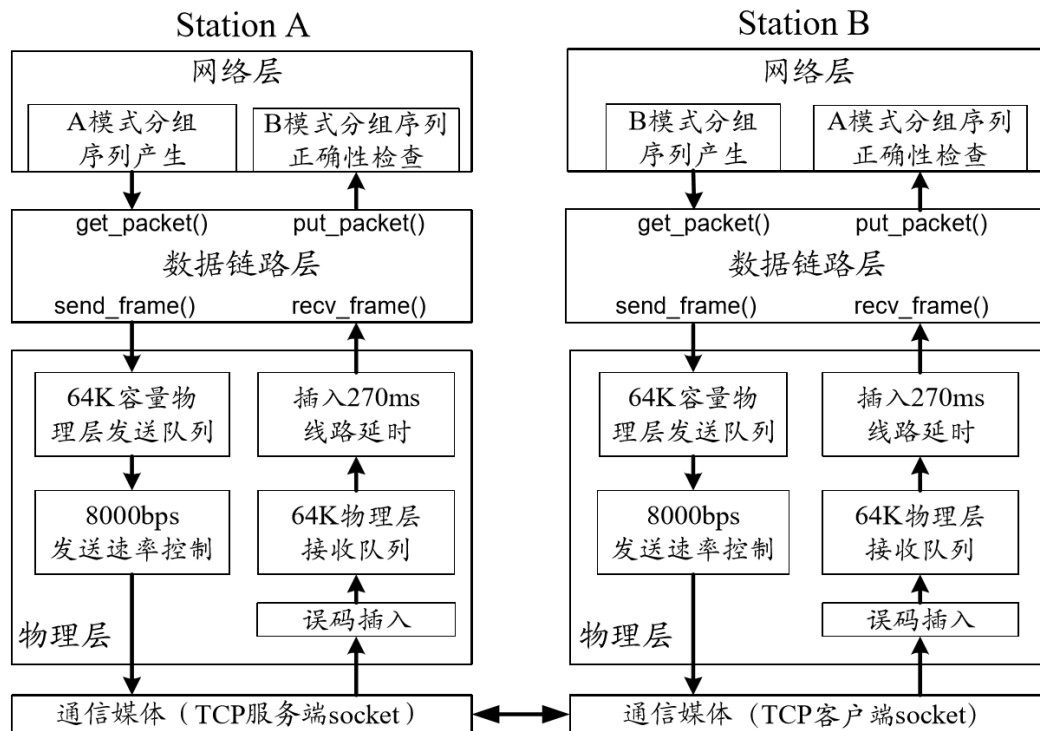 Station A
网络层
A模式分组
序列产生
B模式分组序列
正确性检查
get_packet()
put_packet()
数据链路层
send_frame()
recv_frame()
64K容量物
理层发送队列
插入270ms
线路延时
8000bps
发送速率控制
64K物理层
接收队列
误码插入
物理层
通信媒体（TCP服务端socket）
Station B
网络层
B模式分组
序列产生
A模式分组序列
正确性检查
get_packet()
put_packet()
数据链路层
send_frame()
recv_frame()
64K容量物
理层发送队列
插入270ms
线路延时
8000bps
发送速率控制
64K物理层
接收队列
误码插入
物理层
通信媒体（TCP客户端socket）